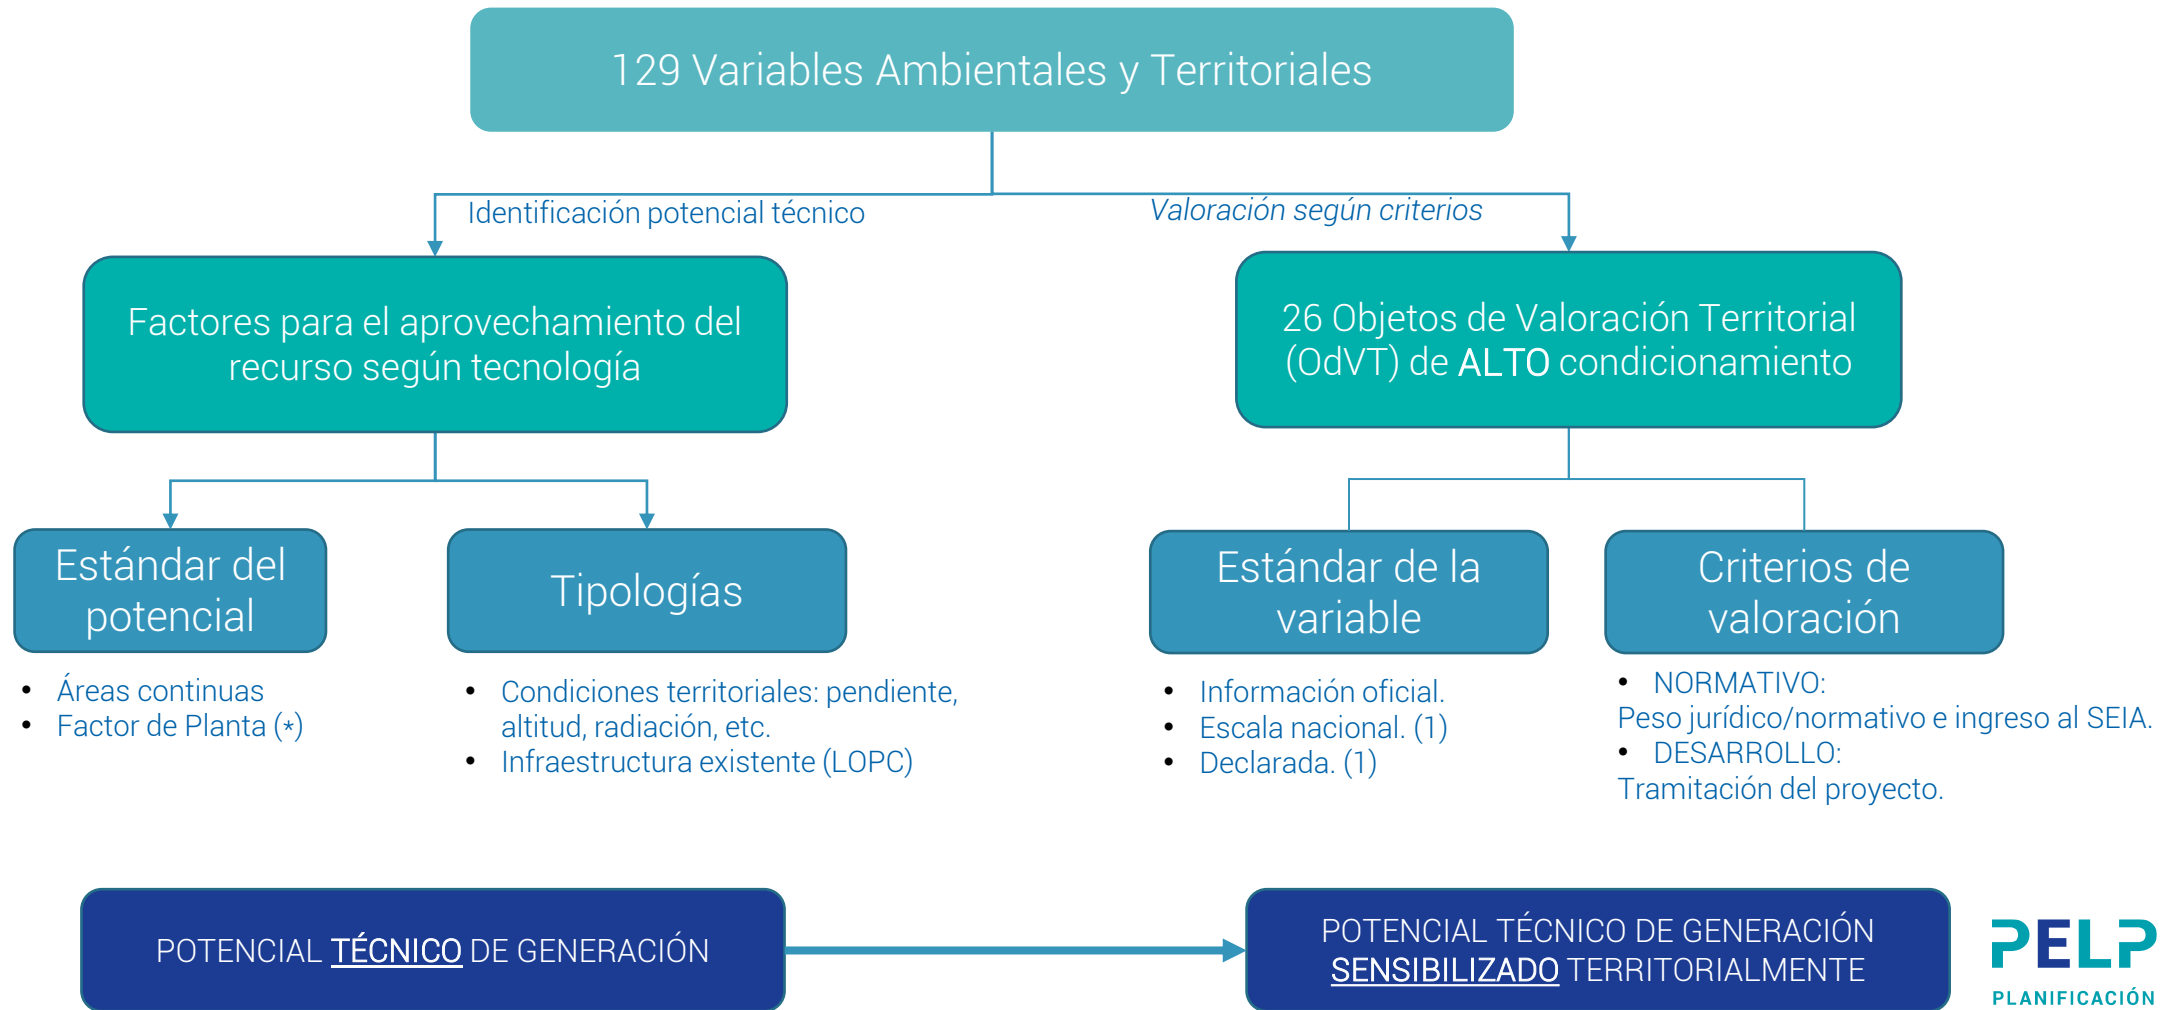 129 Variables Ambientales y Territoriales
Identificación potencial técnico
Valoración según criterios
Factores para el aprovechamiento del
recurso según tecnología
26 Objetos de Valoración Territorial
(OdVT) de ALTO condicionamiento
Estándar del
potencial
Tipologías
Estándar de la
variable
Criterios de
valoración
• Áreas continuas
• Factor de Planta (*)
• Condiciones territoriales: pendiente,
altitud, radiación, etc.
• Infraestructura existente (LOPC)
• Información oficial.
• Escala nacional. (1)
• Declarada. (1)
• NORMATIVO:
Peso jurídico/normativo e ingreso al SEIA.
• DESARROLLO:
Tramitación del proyecto.
POTENCIAL TÉCNICO DE GENERACIÓN
POTENCIAL TÉCNICO DE GENERACIÓN
SENSIBILIZADO TERRITORIALMENTE
PELP
PLANIFICACIÓN